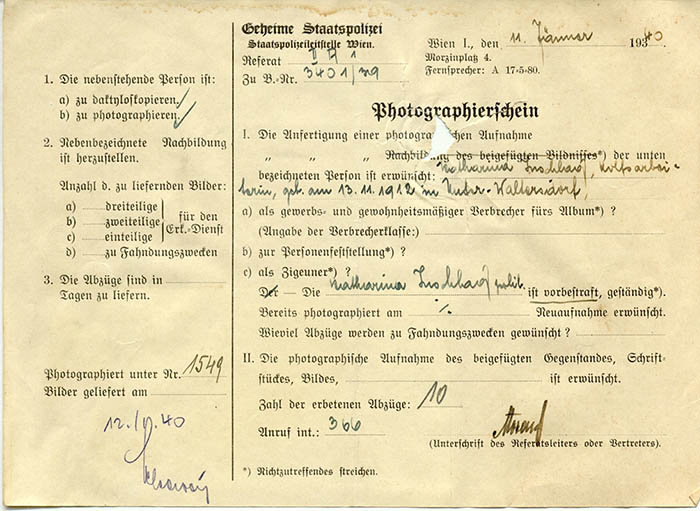 1. Die nebenstehende Person ist:
a) zu daktyloskopieren,
b) zu photographieren.
2. Nebenbezeichnete Nachbildung
ist herzustellen.
Anzahl d. zu liefernden Bilder:
a) dreiteilige
b) zweiteilige
c) einteilige
für den
Erk.-Dienst
d) zu Fahndungszwecken
3. Die Abzüge sind in
Tagen zu liefern.
Photographiert unter Nr. 1549
Bilder geliefert am
12./I. 40
Geheime Staatspolizei
Staatspolizeileitstelle Wien.
Referat II A 1
Zu B.-Nr. 3401/39
Wien I., den 11. Jänner 1940
Morzinplatz 4.
Fernsprecher: A 17-5-80.
Photographierschein
I. Die Anfertigung einer photographischen Aufnahme
„ „ „ Nachbildung des beigefügten Bildnisses*) der unten
bezeichneten Person ist erwünscht: Katharina
geb. am 13.11.1912 in Unter-Waltersdorf,
a) als gewerbs- und gewohnheitsmäßiger Verbrecher fürs Album*) ?
(Angabe der Verbrecherklasse:)
b) zur Personenfeststellung*) ?
c) als Zigeuner*) ?
Der — Die Katharina polit.
ist vorbestraft, geständig*).
Bereits photographiert am ./. Neuaufnahme erwünscht.
Wieviel Abzüge werden zu Fahndungszwecken gewünscht ?
II. Die photographische Aufnahme des beigefügten Gegenstandes, Schrift-
stückes, Bildes, ist erwünscht.
Zahl der erbetenen Abzüge: 10
Anruf int.: 366
(Unterschrift des Referatsleiters oder Vertreters).
*) Nichtzutreffendes streichen.